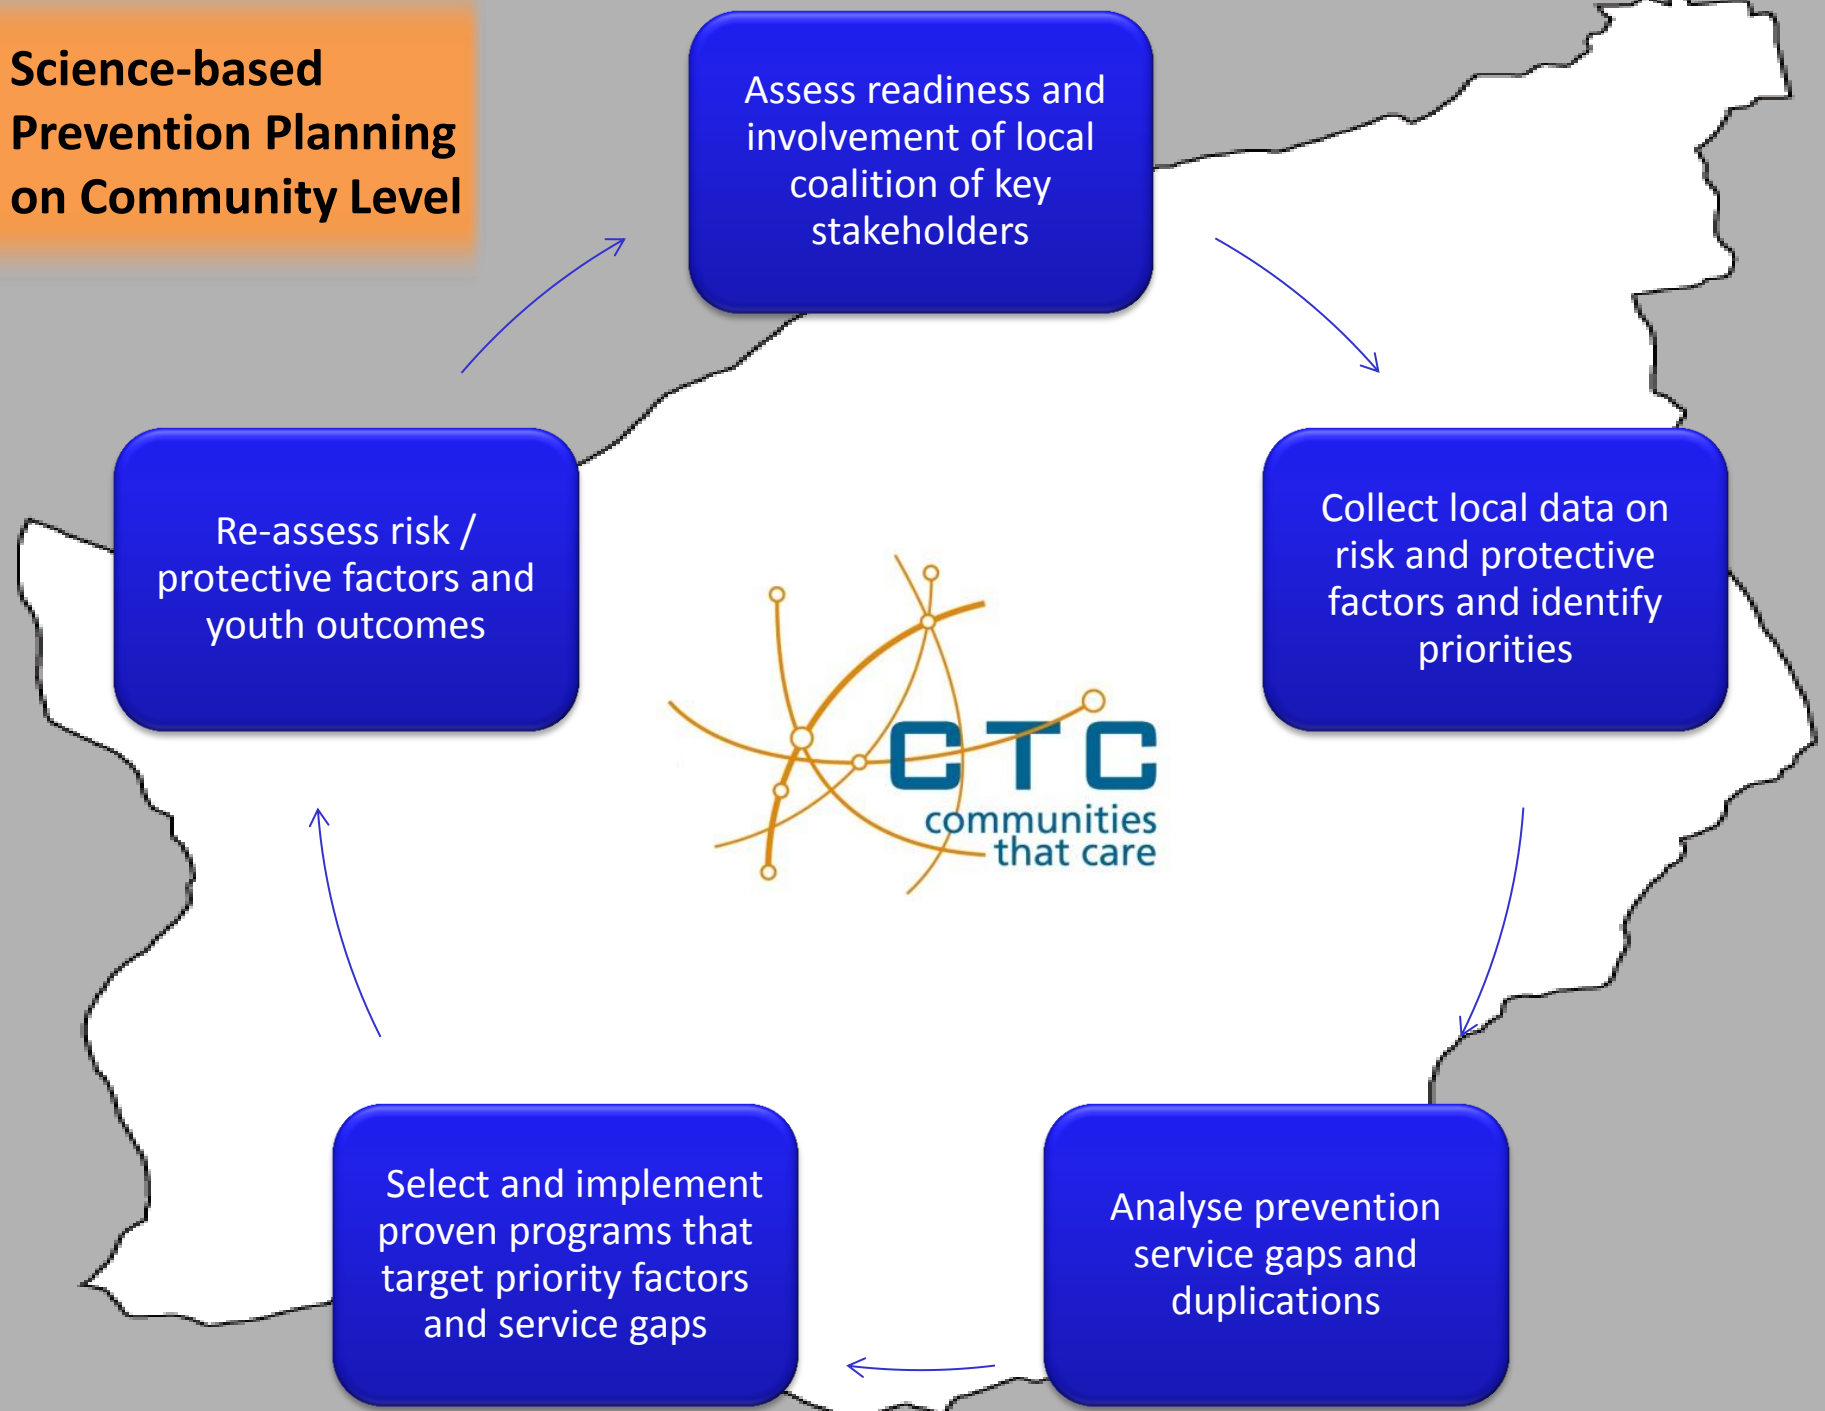 Science-based
Prevention Planning
on Community Level
Assess readiness and
involvement of local
coalition of key
stakeholders
Collect local data on
risk and protective
factors and identify
priorities
Analyse prevention
service gaps and
duplications
Select and implement
proven programs that
target priority factors
and service gaps
Re-assess risk /
protective factors and
youth outcomes
CTC
communities
that care